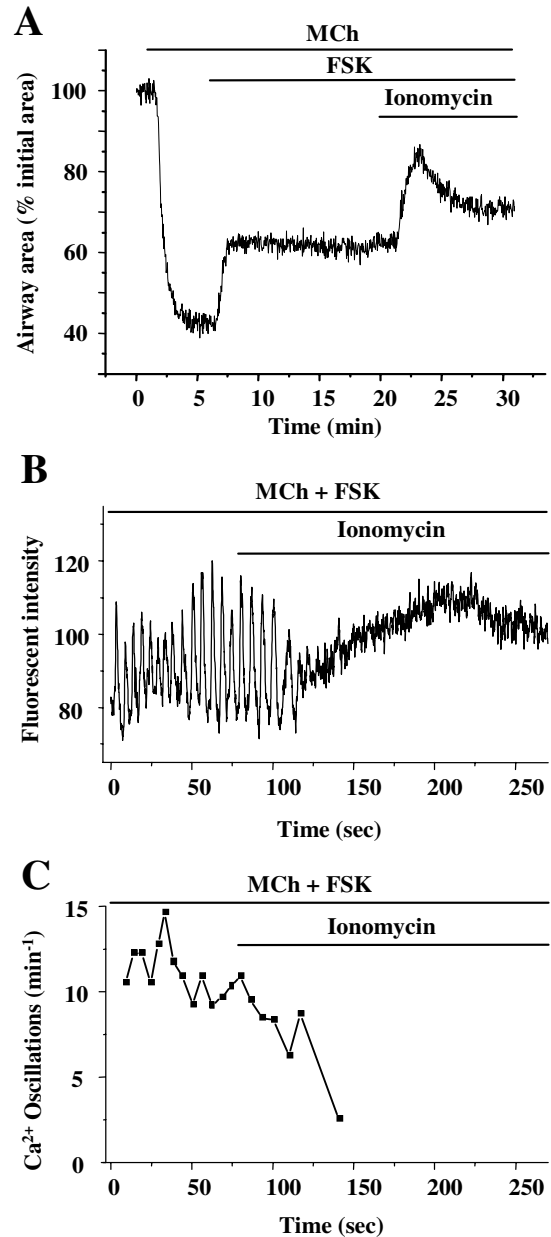 A
MCh
FSK
Ionomycin
Airway area (% initial area)
100
80
60
40
0 5 10 15 20 25 30
Time (min)
B
MCh + FSK
Ionomycin
Fluorescent intensity
120
100
80
0 50 100 150 200 250
Time (sec)
C
MCh + FSK
Ionomycin
Ca²⁺ Oscillations (min⁻¹)
15
10
5
0
0 50 100 150 200 250
Time (sec)